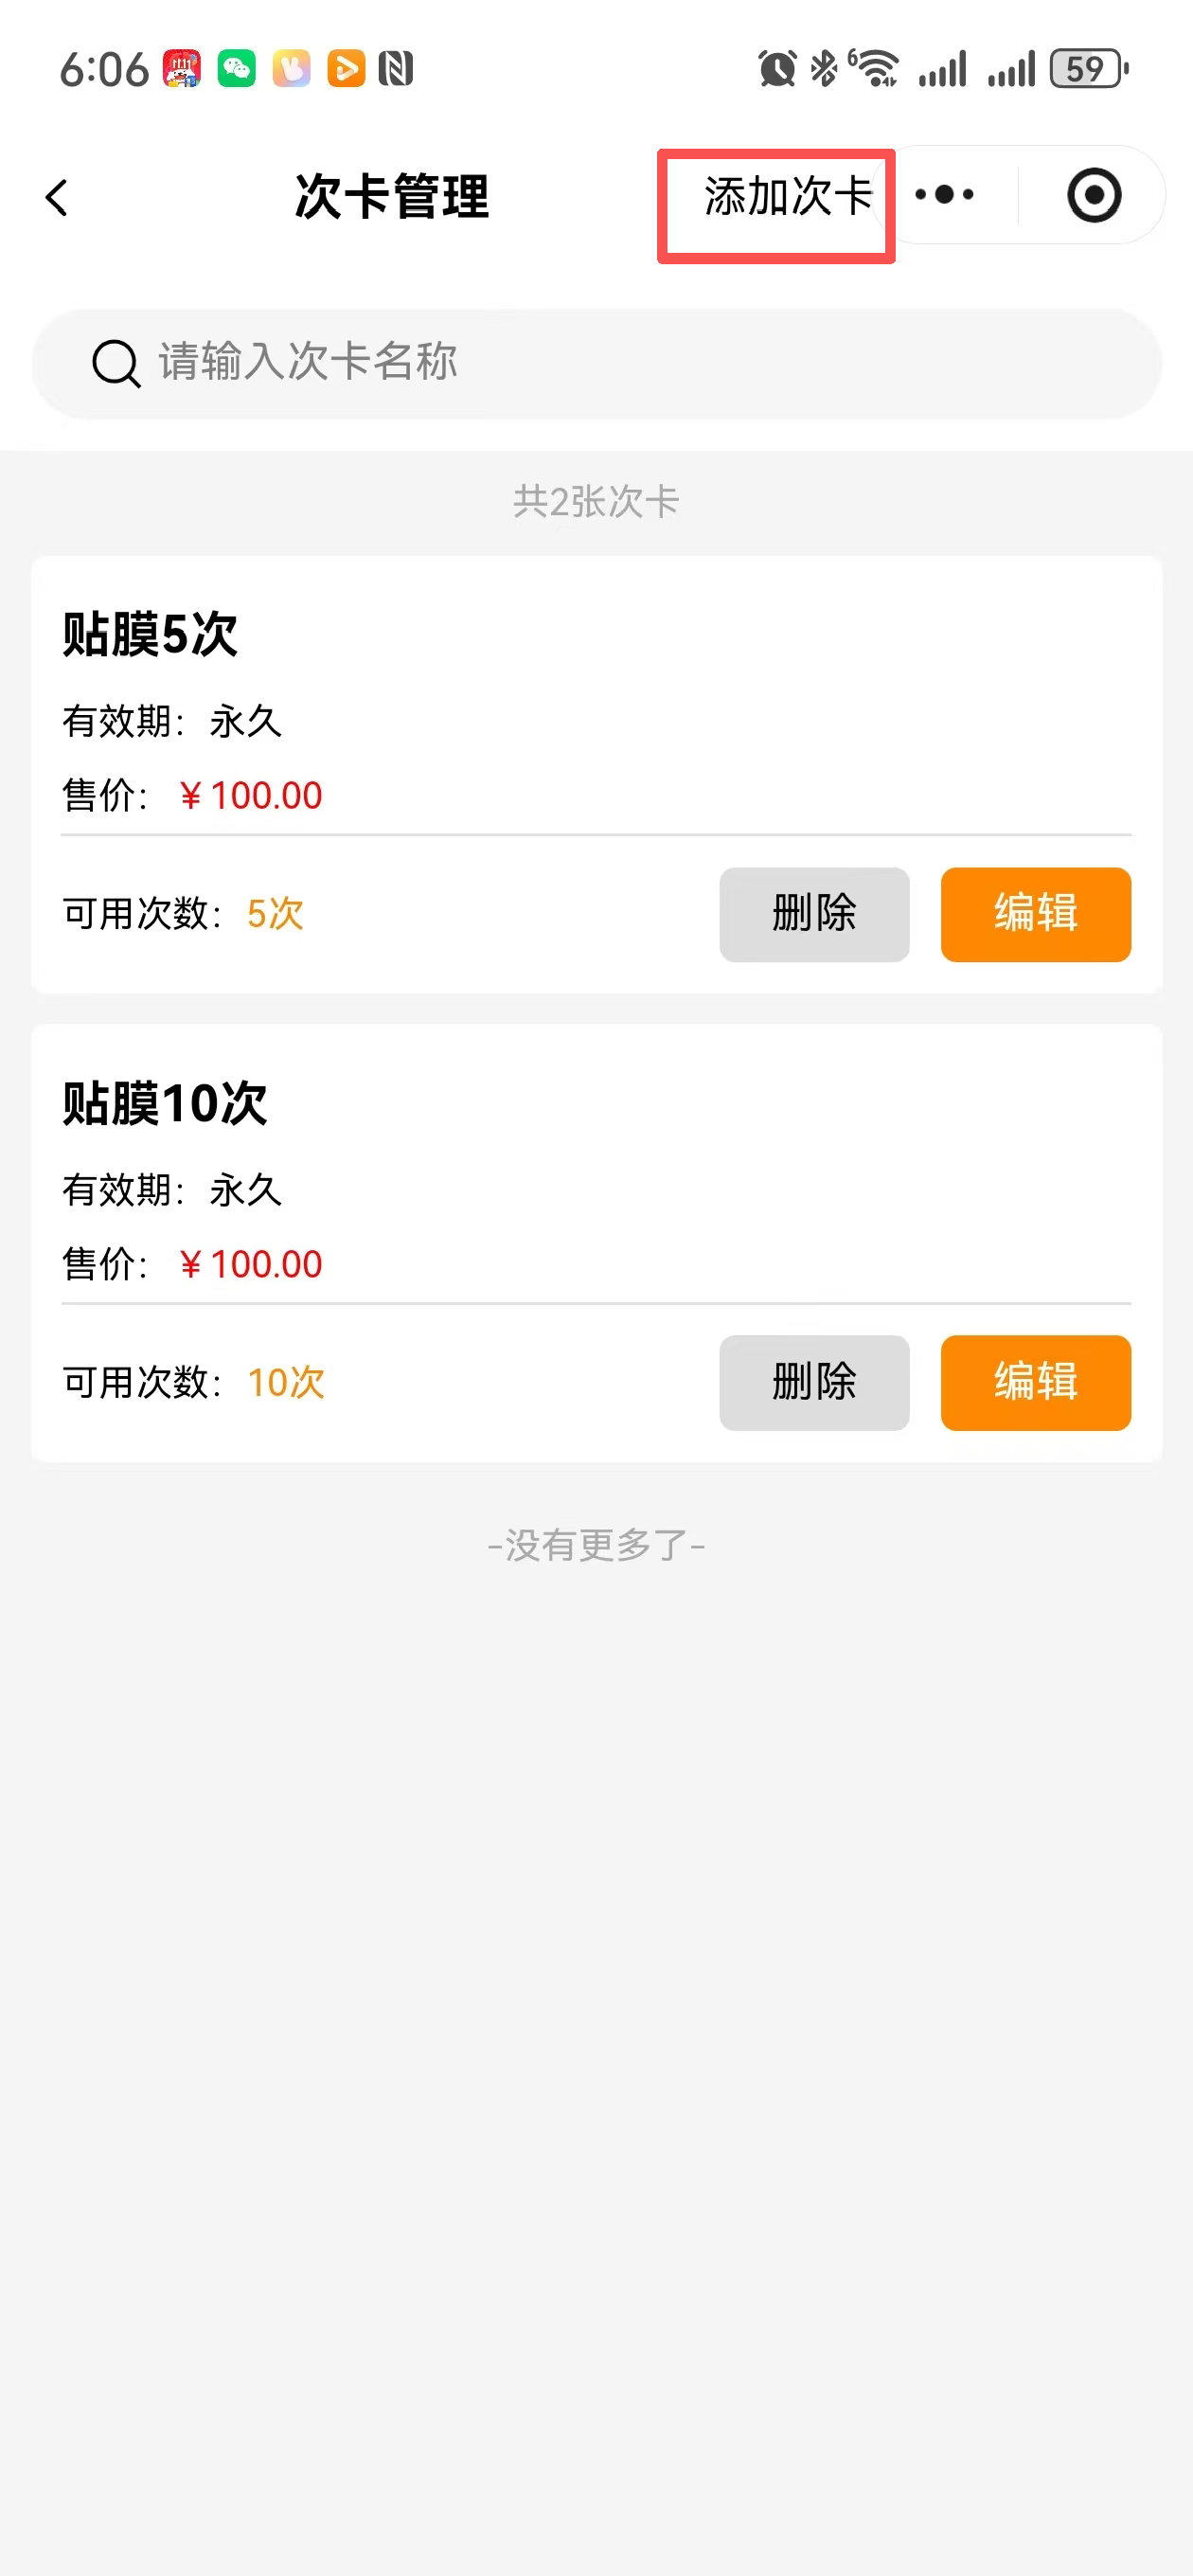 6:06
6
59
次卡管理
添加次卡
请输入次卡名称
共2张次卡
贴膜5次
有效期：永久
售价：￥100.00
可用次数：5次
删除
编辑
贴膜10次
有效期：永久
售价：￥100.00
可用次数：10次
删除
编辑
-没有更多了-